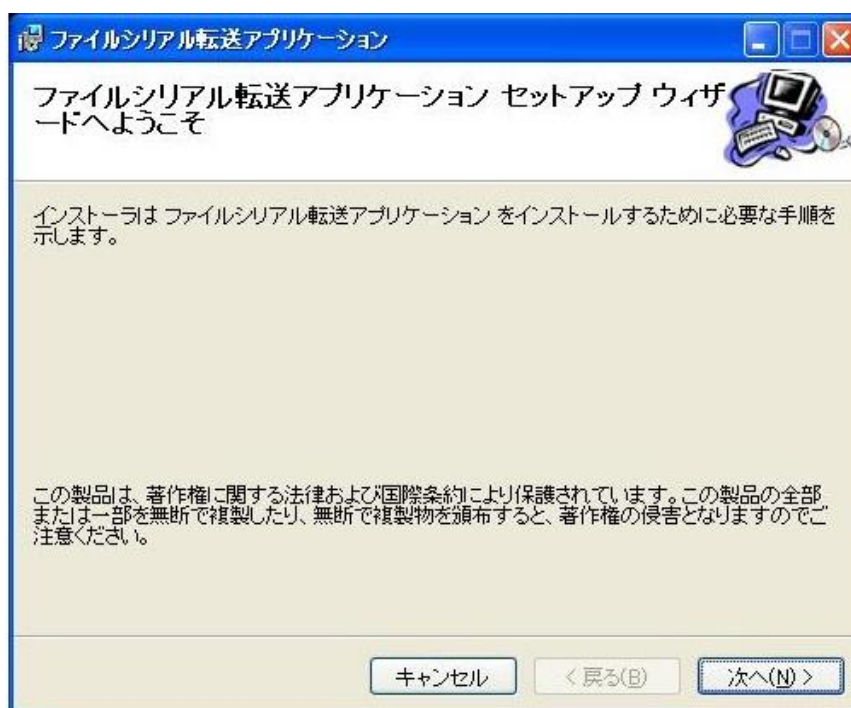 ファイルシリアル転送アプリケーション
ファイルシリアル転送アプリケーション セットアップ ウィザ
ードへようこそ
インストーラは ファイルシリアル転送アプリケーション をインストールするために必要な手順を
示します。
この製品は、著作権に関する法律および国際条約により保護されています。この製品の全部
または一部を無断で複製したり、無断で複製物を頒布すると、著作権の侵害となりますのでご
注意ください。
キャンセル
< 戻る(B)
次へ(N) >